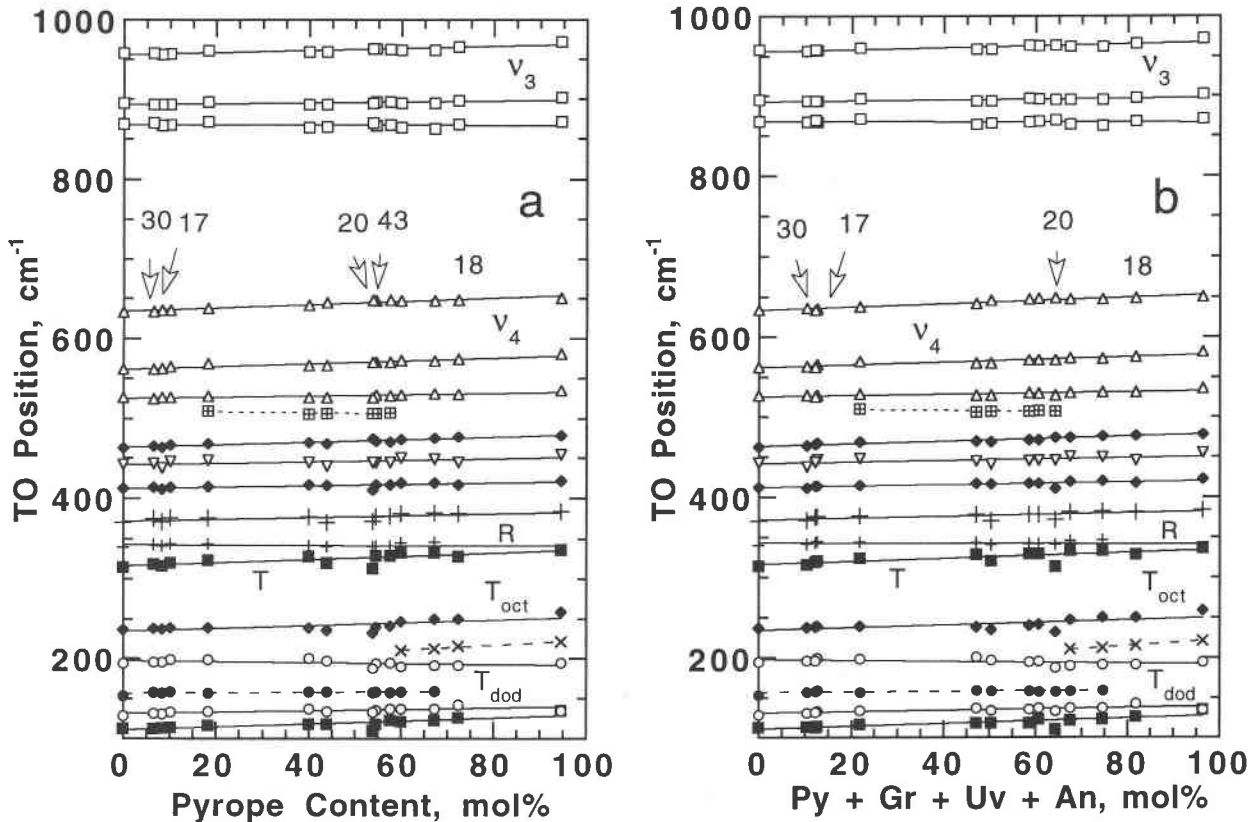 1000
800
600
400
200
TO Position, cm-1
0 20 40 60 80 100
Pyrope Content, mol%
a
ν3
30 17 20 43
18
ν4
R
T
Toct
Tdod
1000
800
600
400
200
TO Position, cm-1
0 20 40 60 80 100
Py + Gr + Uv + An, mol%
b
ν3
30 17 20
18
ν4
R
T
Toct
Tdod